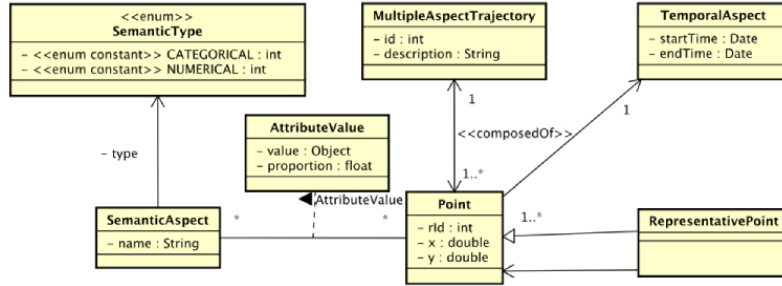 <<enum>>
SemanticType
- <<enum constant>> CATEGORICAL : int
- <<enum constant>> NUMERICAL : int
MultipleAspectTrajectory
- id : int
- description : String
TemporalAspect
- startTime : Date
- endTime : Date
1
1
<<composedOf>>
- type
AttributeValue
- value : Object
- proportion : float
1..*
AttributeValue
SemanticAspect
- name : String
*
*
Point
- rId : int
- x : double
- y : double
1..*
RepresentativePoint